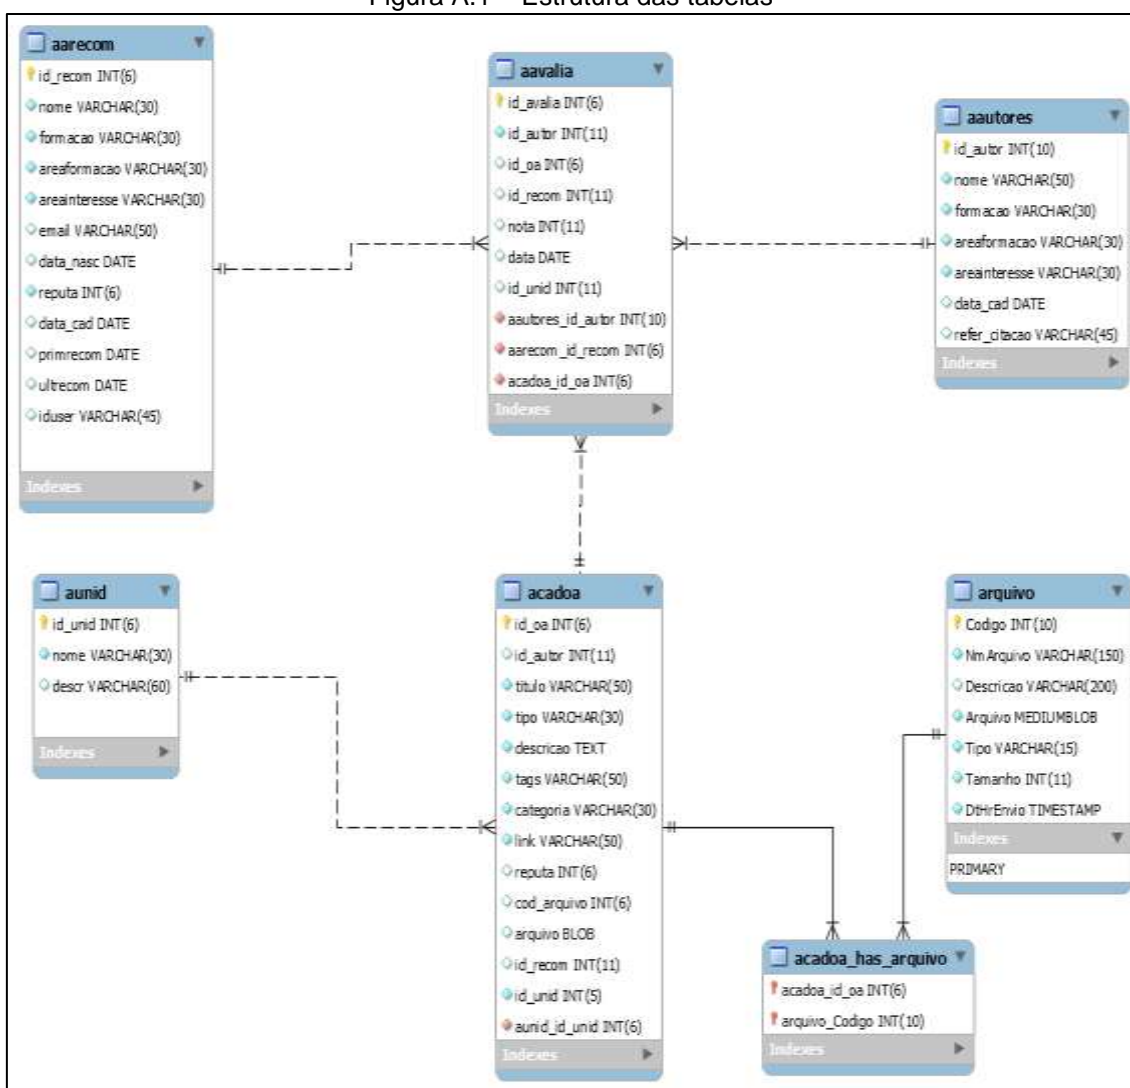 Figura A.1 – Estrutura das tabelas
aarecom
id_recom INT(6)
nome VARCHAR(30)
formacao VARCHAR(30)
areaformacao VARCHAR(30)
areainteresse VARCHAR(30)
email VARCHAR(50)
data_nasc DATE
reputa INT(6)
data_cad DATE
primrecom DATE
ultrecom DATE
iduser VARCHAR(45)
Indexes
aavalia
id_avalia INT(6)
id_autor INT(11)
id_oa INT(6)
id_recom INT(11)
nota INT(11)
data DATE
id_unid INT(11)
aautores_id_autor INT(10)
aarecom_id_recom INT(6)
acadoa_id_oa INT(6)
Indexes
aautores
id_autor INT(10)
nome VARCHAR(50)
formacao VARCHAR(30)
areaformacao VARCHAR(30)
areainteresse VARCHAR(30)
data_cad DATE
refer_citacao VARCHAR(45)
Indexes
aunid
id_unid INT(6)
nome VARCHAR(30)
descr VARCHAR(60)
Indexes
acadoa
id_oa INT(6)
id_autor INT(11)
titulo VARCHAR(50)
tipo VARCHAR(30)
descricao TEXT
tags VARCHAR(50)
categoria VARCHAR(30)
link VARCHAR(50)
reputa INT(6)
cod_arquivo INT(6)
arquivo BLOB
id_recom INT(11)
id_unid INT(5)
aunid_id_unid INT(6)
Indexes
arquivo
Codigo INT(10)
NmArquivo VARCHAR(150)
Descricao VARCHAR(200)
Arquivo MEDIUMBLOB
Tipo VARCHAR(15)
Tamanho INT(11)
DtHrEnvio TIMESTAMP
Indexes
PRIMARY
acadoa_has_arquivo
acadoa_id_oa INT(6)
arquivo_Codigo INT(10)
Indexes